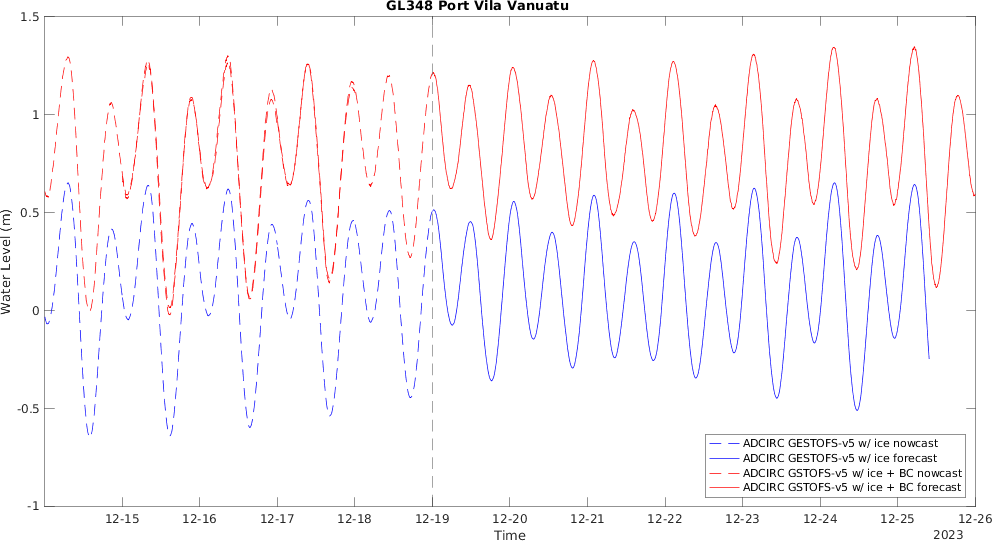 GL348 Port Vila Vanuatu
1.5
1
0.5
0
-0.5
-1
Water Level (m)
ADCIRC GESTOFS-v5 w/ ice nowcast
ADCIRC GESTOFS-v5 w/ ice forecast
ADCIRC GSTOFS-v5 w/ ice + BC nowcast
ADCIRC GSTOFS-v5 w/ ice + BC forecast
12-15 12-16 12-17 12-18 12-19 12-20 12-21 12-22 12-23 12-24 12-25 12-26
Time
2023